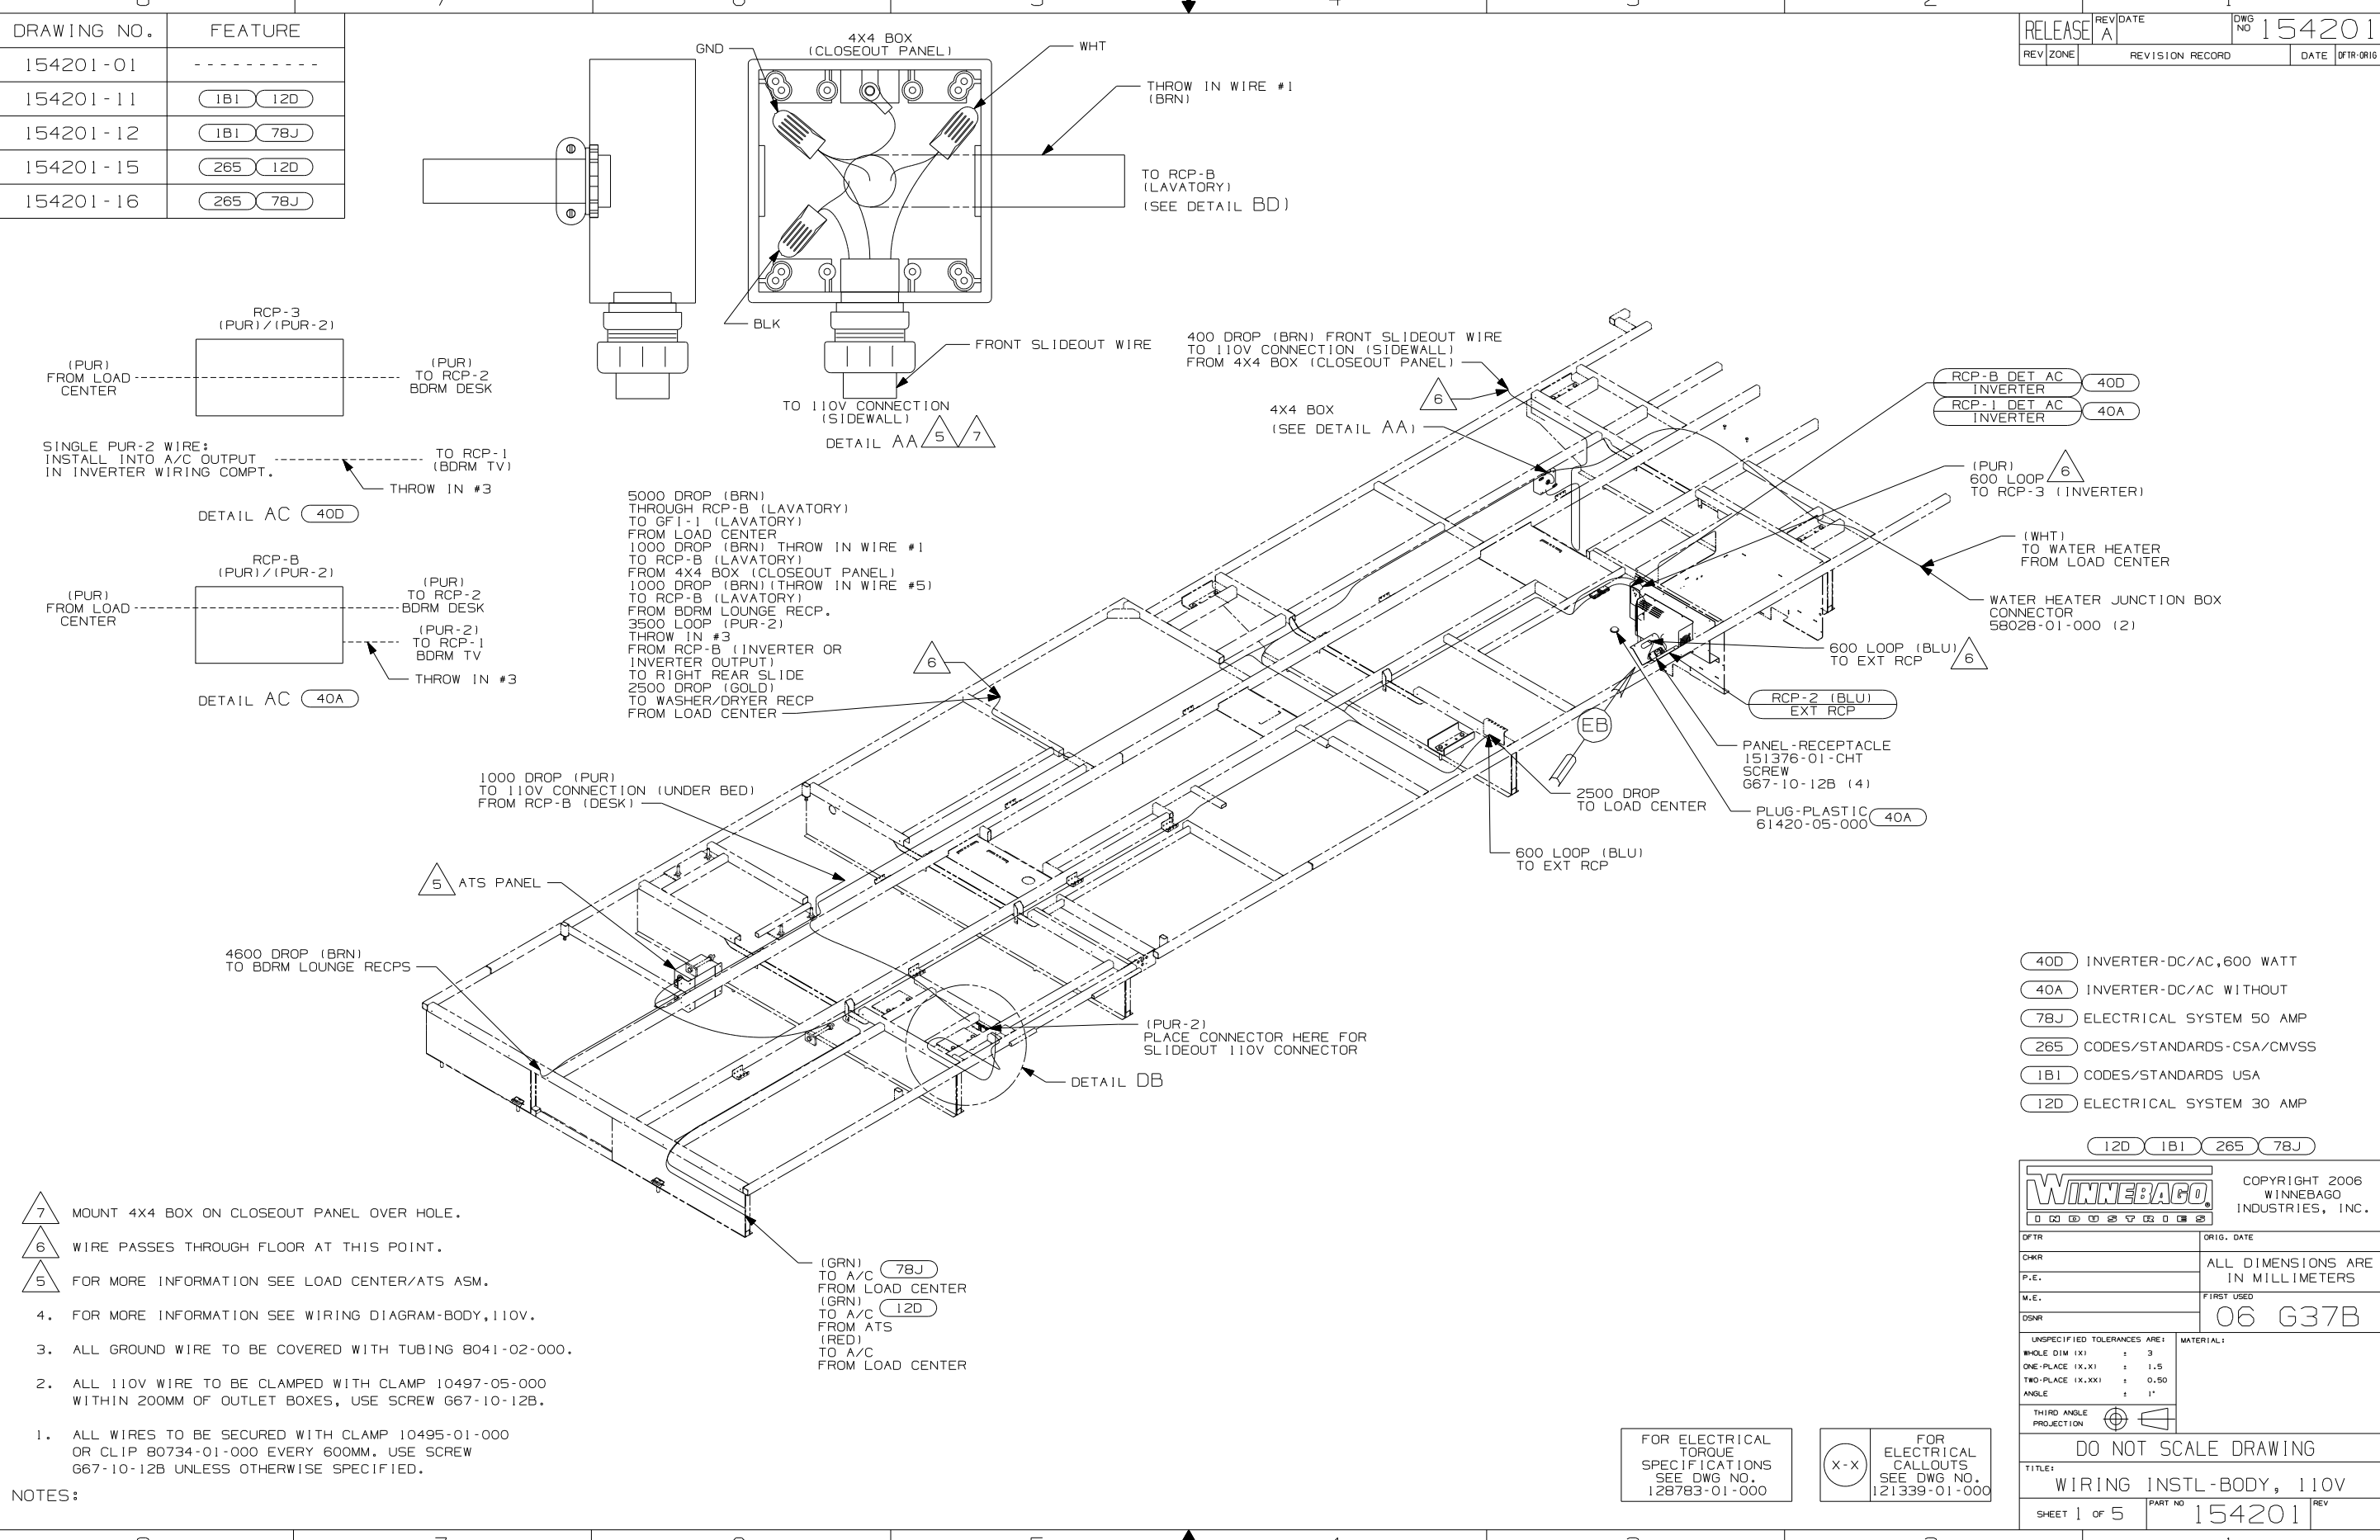 DRAWING NO. FEATURE
154201-01 ----------
154201-11 1B1 12D
154201-12 1B1 78J
154201-15 265 12D
154201-16 265 78J
GND
4X4 BOX
(CLOSEOUT PANEL)
WHT
THROW IN WIRE #1
(BRN)
TO RCP-B
(LAVATORY)
(SEE DETAIL BD)
BLK
FRONT SLIDEOUT WIRE
TO 110V CONNECTION
(SIDEWALL)
DETAIL AA 5 7
RELEASE
REV
A
DATE
DWG
NO
154201
REV ZONE REVISION RECORD DATE DFTR-ORIG
RCP-3
(PUR)/(PUR-2)
(PUR)
FROM LOAD
CENTER
(PUR)
TO RCP-2
BDRM DESK
SINGLE PUR-2 WIRE:
INSTALL INTO A/C OUTPUT
IN INVERTER WIRING COMPT.
TO RCP-1
(BDRM TV)
THROW IN #3
DETAIL AC 40D
RCP-B
(PUR)/(PUR-2)
(PUR)
FROM LOAD
CENTER
(PUR)
TO RCP-2
BDRM DESK
(PUR-2)
TO RCP-1
BDRM TV
THROW IN #3
DETAIL AC 40A
5000 DROP (BRN)
THROUGH RCP-B (LAVATORY)
TO GFI-1 (LAVATORY)
FROM LOAD CENTER
1000 DROP (BRN) THROW IN WIRE #1
TO RCP-B (LAVATORY)
FROM 4X4 BOX (CLOSEOUT PANEL)
1000 DROP (BRN)(THROW IN WIRE #5)
TO RCP-B (LAVATORY)
FROM BDRM LOUNGE RECP.
3500 LOOP (PUR-2)
THROW IN #3
FROM RCP-B (INVERTER OR
INVERTER OUTPUT)
TO RIGHT REAR SLIDE
2500 DROP (GOLD)
TO WASHER/DRYER RECP
FROM LOAD CENTER
6
400 DROP (BRN) FRONT SLIDEOUT WIRE
TO 110V CONNECTION (SIDEWALL)
FROM 4X4 BOX (CLOSEOUT PANEL)
6
4X4 BOX
(SEE DETAIL AA)
RCP-B DET AC
INVERTER
40D
RCP-1 DET AC
INVERTER
40A
(PUR)
600 LOOP
TO RCP-3 (INVERTER)
6
(WHT)
TO WATER HEATER
FROM LOAD CENTER
WATER HEATER JUNCTION BOX
CONNECTOR
58028-01-000 (2)
600 LOOP (BLU)
TO EXT RCP
6
RCP-2 (BLU)
EXT RCP
EB
PANEL-RECEPTACLE
151376-01-CHT
SCREW
G67-10-12B (4)
PLUG-PLASTIC
61420-05-000
40A
2500 DROP
TO LOAD CENTER
600 LOOP (BLU)
TO EXT RCP
1000 DROP (PUR)
TO 110V CONNECTION (UNDER BED)
FROM RCP-B (DESK)
5 ATS PANEL
4600 DROP (BRN)
TO BDRM LOUNGE RECPS
(PUR-2)
PLACE CONNECTOR HERE FOR
SLIDEOUT 110V CONNECTOR
DETAIL DB
(GRN)
TO A/C 78J
FROM LOAD CENTER
(GRN)
TO A/C 12D
FROM ATS
(RED)
TO A/C
FROM LOAD CENTER
40D INVERTER-DC/AC,600 WATT
40A INVERTER-DC/AC WITHOUT
78J ELECTRICAL SYSTEM 50 AMP
265 CODES/STANDARDS-CSA/CMVSS
1B1 CODES/STANDARDS USA
12D ELECTRICAL SYSTEM 30 AMP
12D 1B1 265 78J
7 MOUNT 4X4 BOX ON CLOSEOUT PANEL OVER HOLE.
6 WIRE PASSES THROUGH FLOOR AT THIS POINT.
5 FOR MORE INFORMATION SEE LOAD CENTER/ATS ASM.
4. FOR MORE INFORMATION SEE WIRING DIAGRAM-BODY,110V.
3. ALL GROUND WIRE TO BE COVERED WITH TUBING 8041-02-000.
2. ALL 110V WIRE TO BE CLAMPED WITH CLAMP 10497-05-000
WITHIN 200MM OF OUTLET BOXES, USE SCREW G67-10-12B.
1. ALL WIRES TO BE SECURED WITH CLAMP 10495-01-000
OR CLIP 80734-01-000 EVERY 600MM. USE SCREW
G67-10-12B UNLESS OTHERWISE SPECIFIED.
NOTES:
FOR ELECTRICAL
TORQUE
SPECIFICATIONS
SEE DWG NO.
128783-01-000
X-X
FOR
ELECTRICAL
CALLOUTS
SEE DWG NO.
121339-01-000
WINNEBAGO
INDUSTRIES
COPYRIGHT 2006
WINNEBAGO
INDUSTRIES, INC.
DFTR
ORIG. DATE
CHKR
P.E.
ALL DIMENSIONS ARE
IN MILLIMETERS
M.E.
DSNR
FIRST USED
06 G37B
UNSPECIFIED TOLERANCES ARE:
WHOLE DIM (X) ± 3
ONE-PLACE (X.X) ± 1.5
TWO-PLACE (X.XX) ± 0.50
ANGLE ± 1°
MATERIAL:
THIRD ANGLE
PROJECTION
DO NOT SCALE DRAWING
TITLE:
WIRING INSTL-BODY, 110V
SHEET 1 OF 5
PART NO
154201
REV